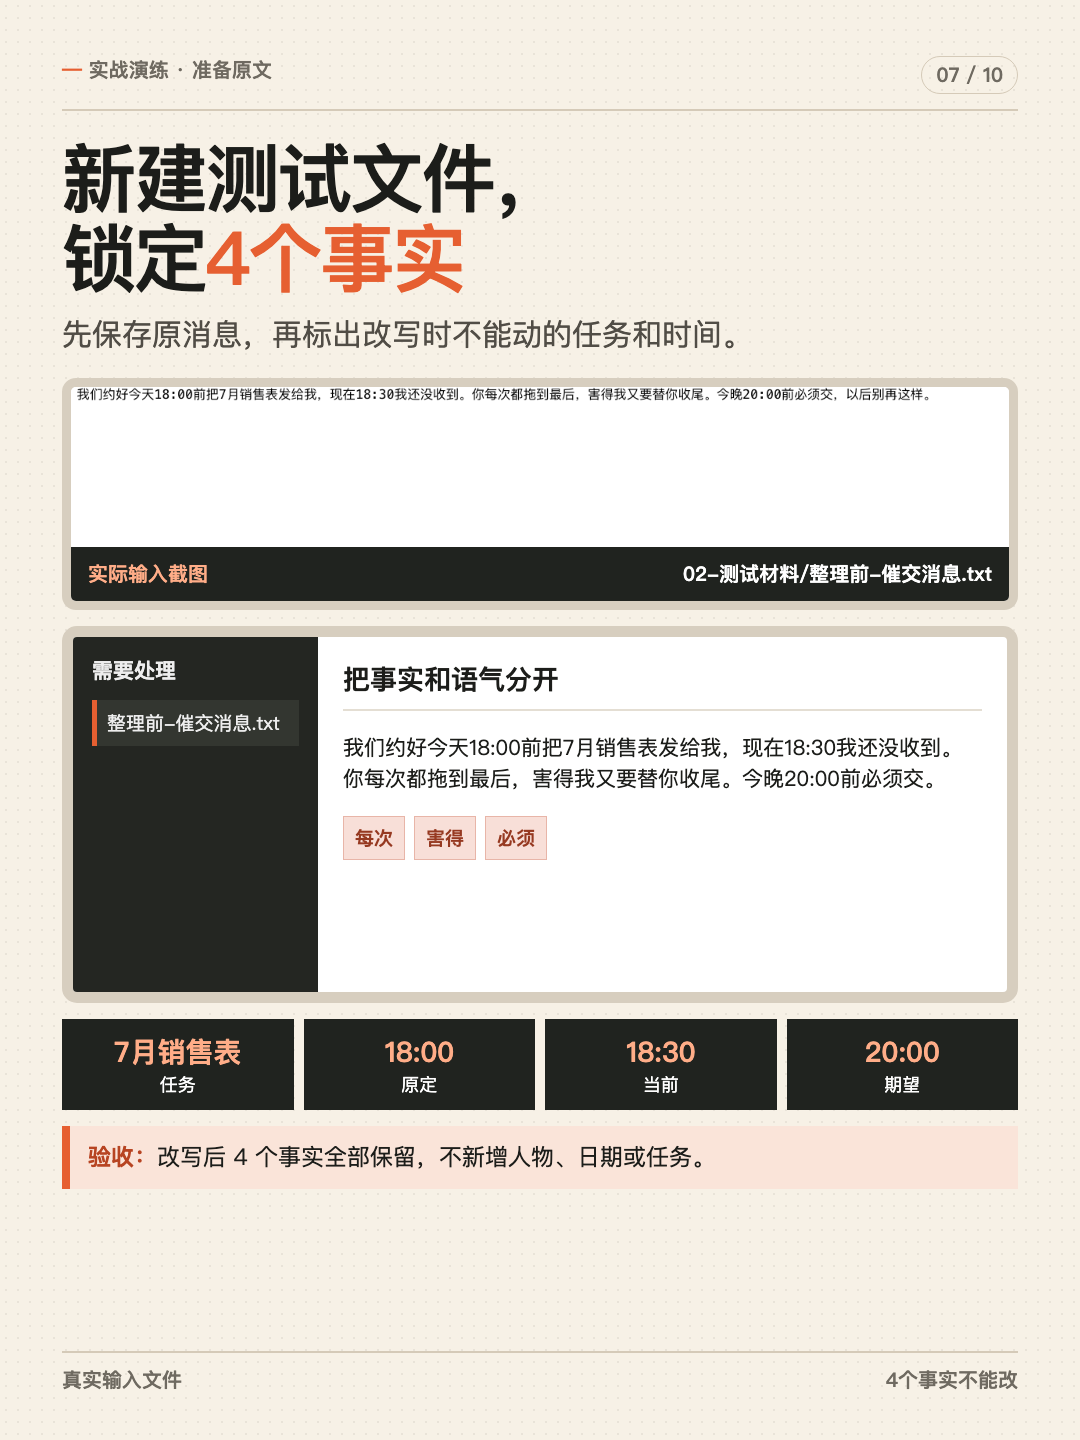 — 实战演练 · 准备原文
07 / 10
新建测试文件，
锁定4个事实
先保存原消息，再标出改写时不能动的任务和时间。
我们约好今天18:00前把7月销售表发给我，现在18:30我还没收到。你每次都拖到最后，害得我又要替你收尾。今晚20:00前必须交，以后别再这样。
实际输入截图
02–测试材料/整理前–催交消息.txt
需要处理
整理前–催交消息.txt
把事实和语气分开
我们约好今天18:00前把7月销售表发给我，现在18:30我还没收到。
你每次都拖到最后，害得我又要替你收尾。今晚20:00前必须交。
每次 害得 必须
7月销售表
任务
18:00
原定
18:30
当前
20:00
期望
验收：改写后 4 个事实全部保留，不新增人物、日期或任务。
真实输入文件
4个事实不能改